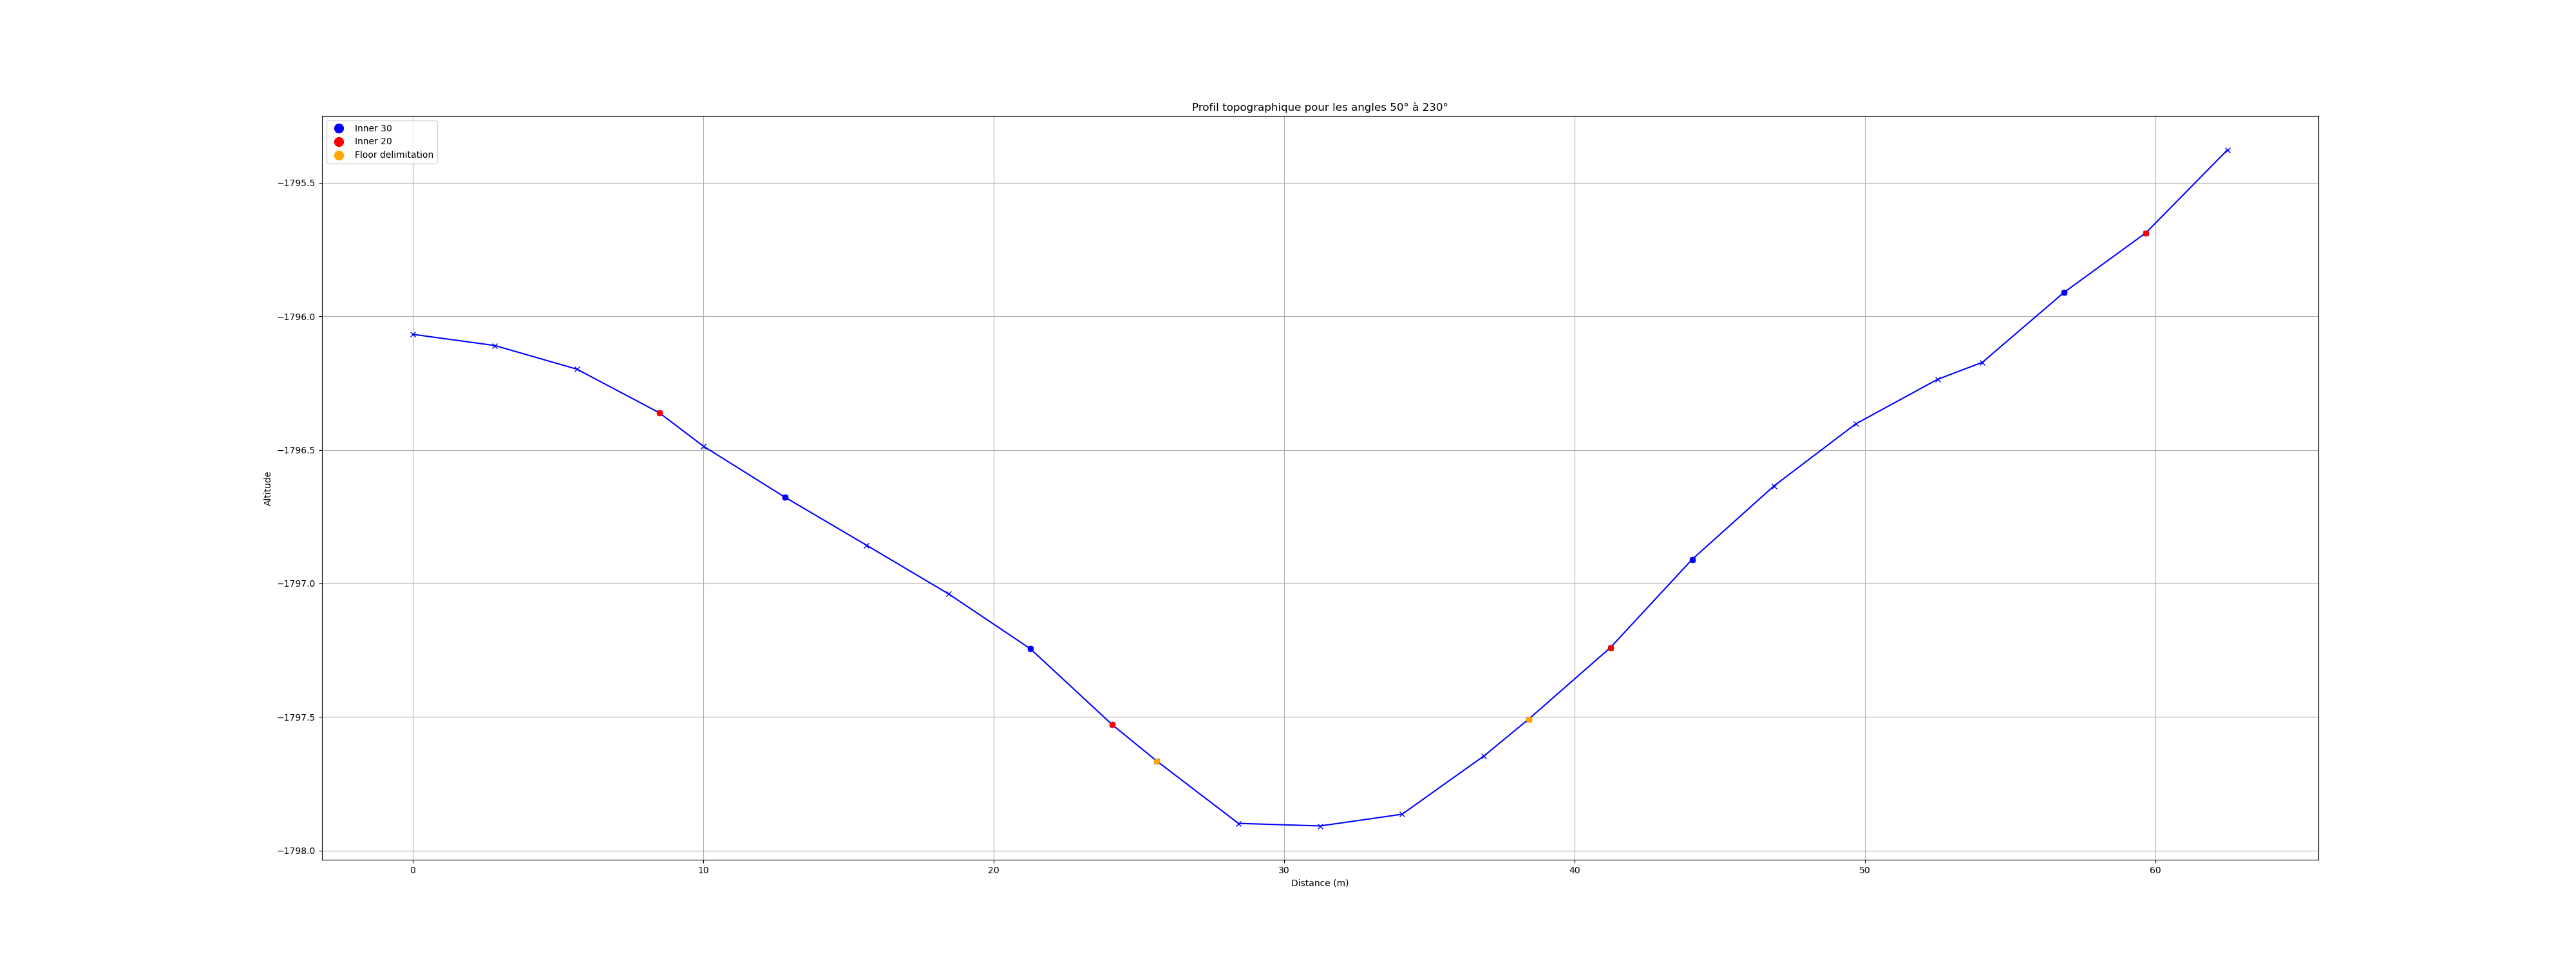 Profil topographique pour les angles 50° à 230°
Inner 30
Inner 20
Floor delimitation
Altitude
−1795.5
−1796.0
−1796.5
−1797.0
−1797.5
−1798.0
0 10 20 30 40 50 60
Distance (m)